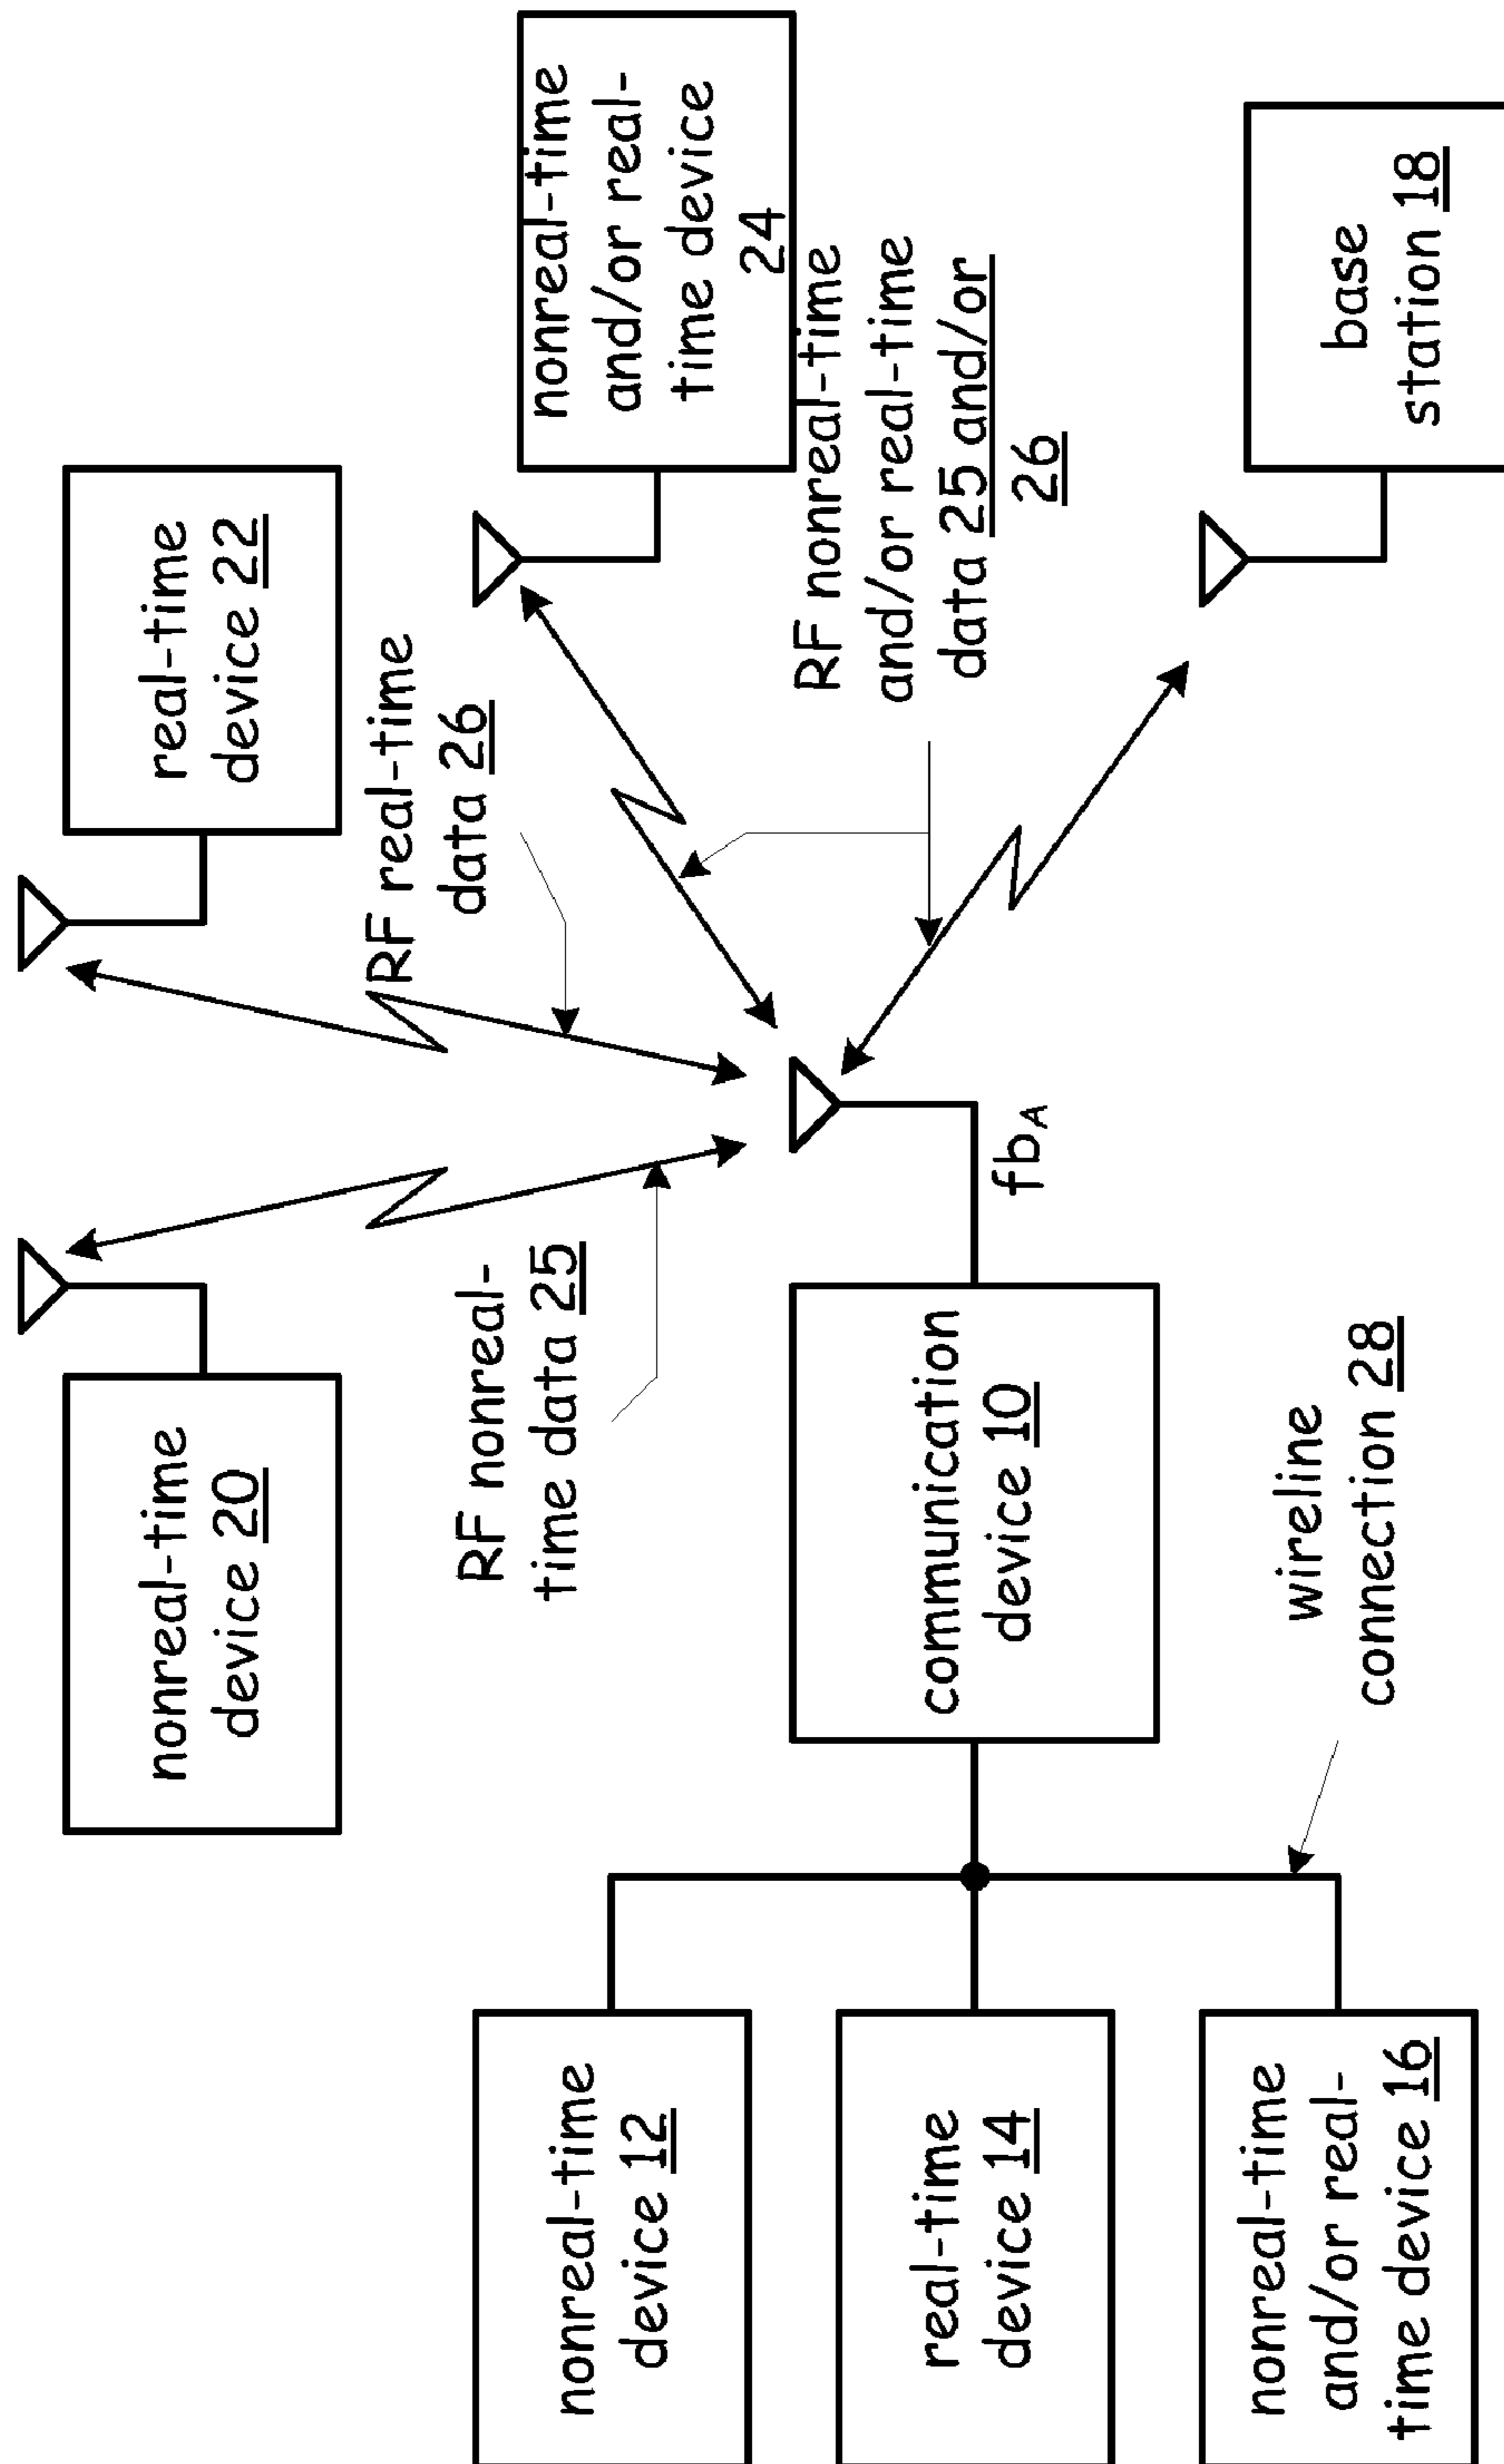 nonreal-time
device 20
real-time
device 22
RF nonreal-
time data 25
RF real-time
data 26
nonreal-time
device 12
nonreal-time
and/or real-
time device
24
communication
device 10
fbA
RF nonreal-time
and/or real-time
data 25 and/or
26
real-time
device 14
wireline
connection 28
nonreal-time
and/or real-
time device 16
base
station 18